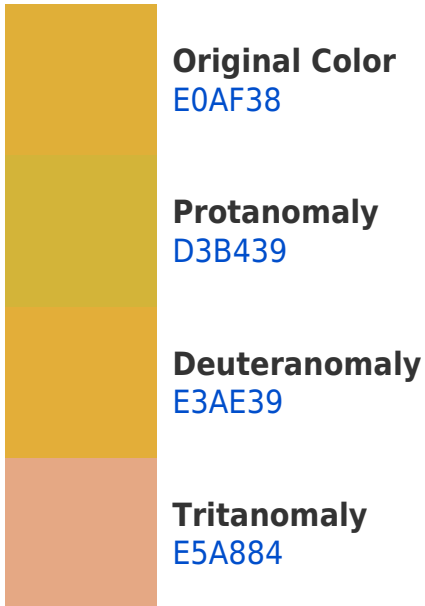 Original Color
E0AF38
Protanomaly
D3B439
Deuteranomaly
E3AE39
Tritanomaly
E5A884